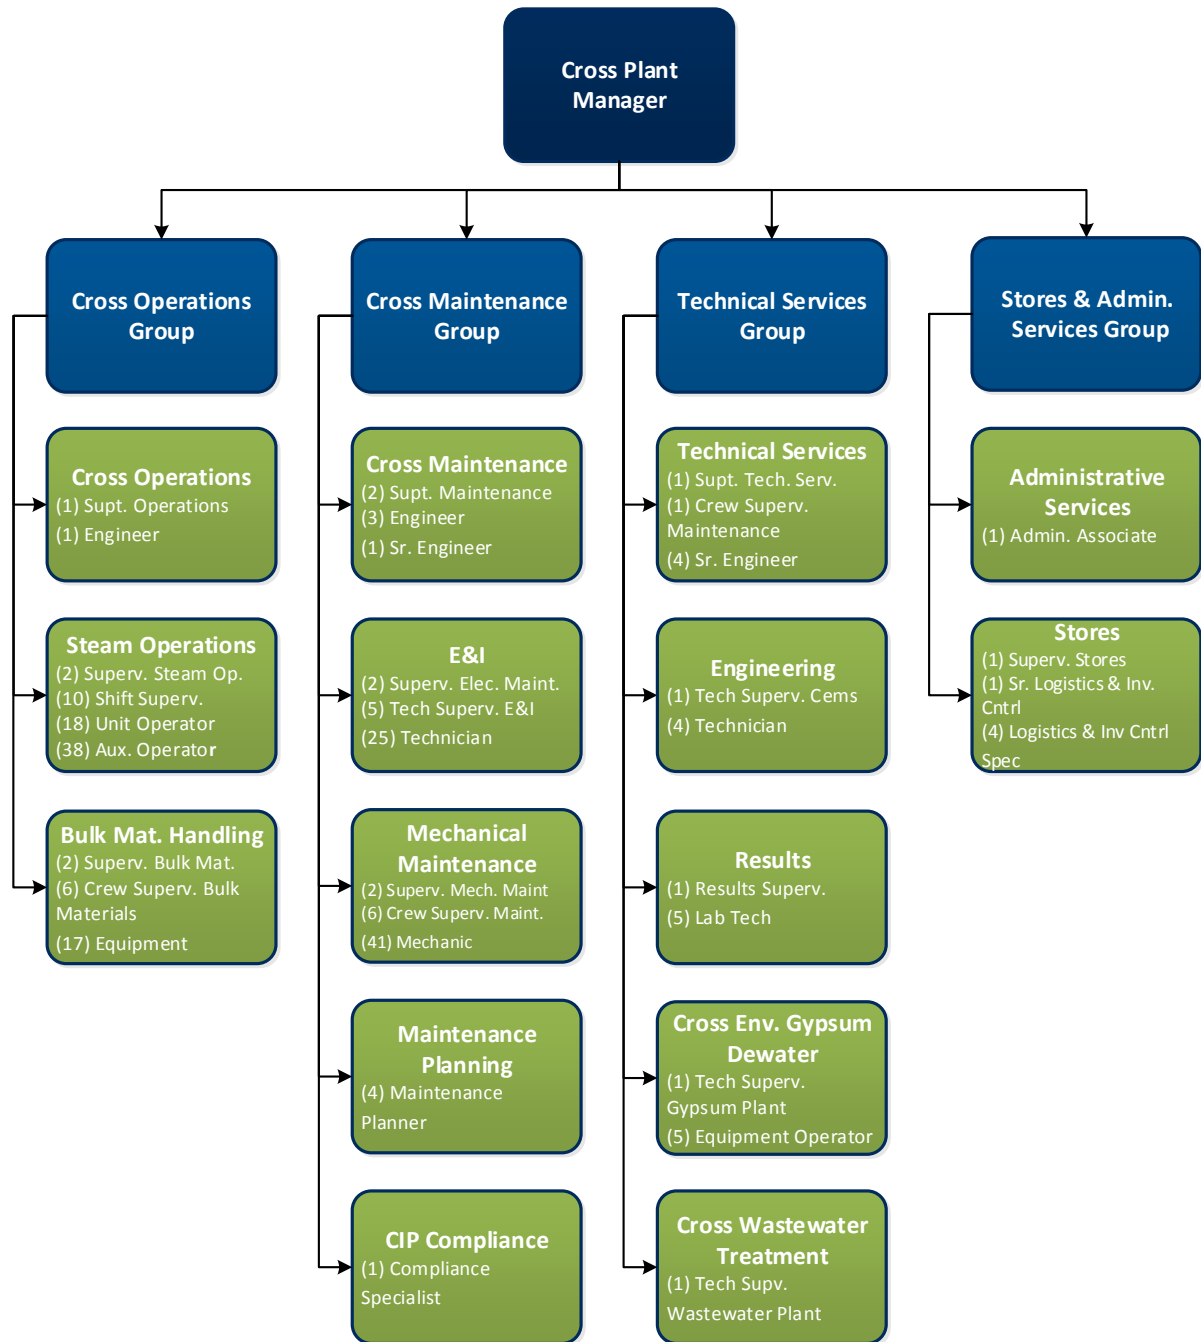 Cross Plant
Manager
Cross Operations
Group
Cross Operations
(1) Supt. Operations
(1) Engineer
Steam Operations
(2) Superv. Steam Op.
(10) Shift Superv.
(18) Unit Operator
(38) Aux. Operator
Bulk Mat. Handling
(2) Superv. Bulk Mat.
(6) Crew Superv. Bulk
Materials
(17) Equipment
Cross Maintenance
Group
Cross Maintenance
(2) Supt. Maintenance
(3) Engineer
(1) Sr. Engineer
E&I
(2) Superv. Elec. Maint.
(5) Tech Superv. E&I
(25) Technician
Mechanical
Maintenance
(2) Superv. Mech. Maint
(6) Crew Superv. Maint.
(41) Mechanic
Maintenance
Planning
(4) Maintenance
Planner
CIP Compliance
(1) Compliance
Specialist
Technical Services
Group
Technical Services
(1) Supt. Tech. Serv.
(1) Crew Superv.
Maintenance
(4) Sr. Engineer
Engineering
(1) Tech Superv. Cems
(4) Technician
Results
(1) Results Superv.
(5) Lab Tech
Cross Env. Gypsum
Dewater
(1) Tech Superv.
Gypsum Plant
(5) Equipment Operator
Cross Wastewater
Treatment
(1) Tech Supv.
Wastewater Plant
Stores & Admin.
Services Group
Administrative
Services
(1) Admin. Associate
Stores
(1) Superv. Stores
(1) Sr. Logistics & Inv.
Cntrl
(4) Logistics & Inv Cntrl
Spec